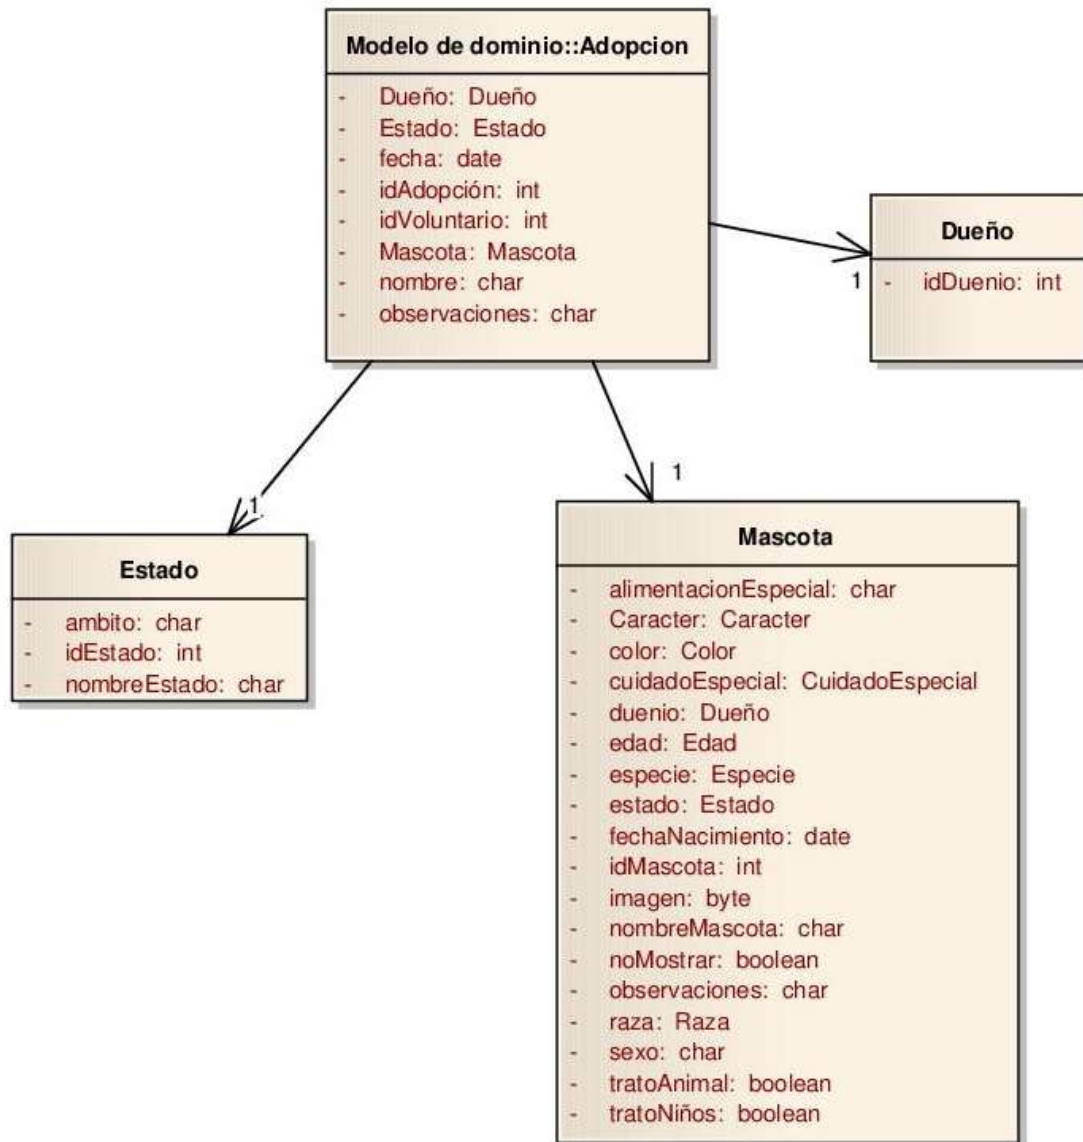 Modelo de dominio::Adopcion
- Dueño: Dueño
- Estado: Estado
- fecha: date
- idAdopción: int
- idVoluntario: int
- Mascota: Mascota
- nombre: char
- observaciones: char
Dueño
- idDuenio: int
1
1
1
Estado
- ambito: char
- idEstado: int
- nombreEstado: char
Mascota
- alimentacionEspecial: char
- Caracter: Caracter
- color: Color
- cuidadoEspecial: CuidadoEspecial
- duenio: Dueño
- edad: Edad
- especie: Especie
- estado: Estado
- fechaNacimiento: date
- idMascota: int
- imagen: byte
- nombreMascota: char
- noMostrar: boolean
- observaciones: char
- raza: Raza
- sexo: char
- tratoAnimal: boolean
- tratoNiños: boolean